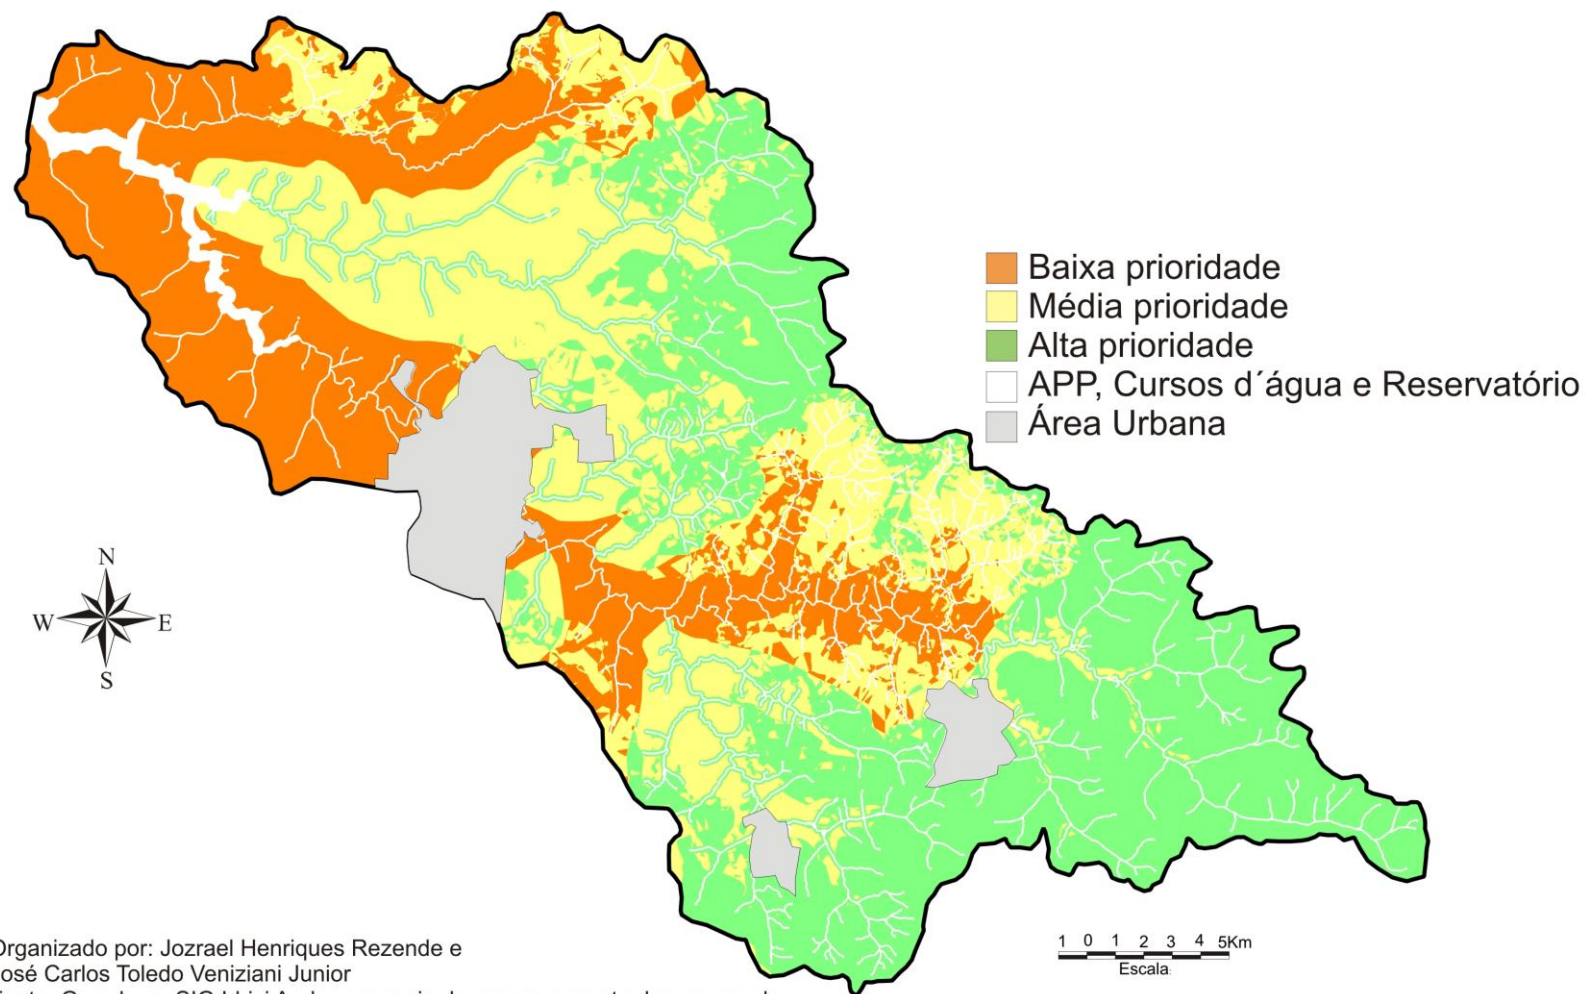 Baixa prioridade
Média prioridade
Alta prioridade
APP, Cursos d´água e Reservatório
Área Urbana
N
W E
S
1 0 1 2 3 4 5Km
Escala
Organizado por: Jozrael Henriques Rezende e
José Carlos Toledo Veniziani Junior